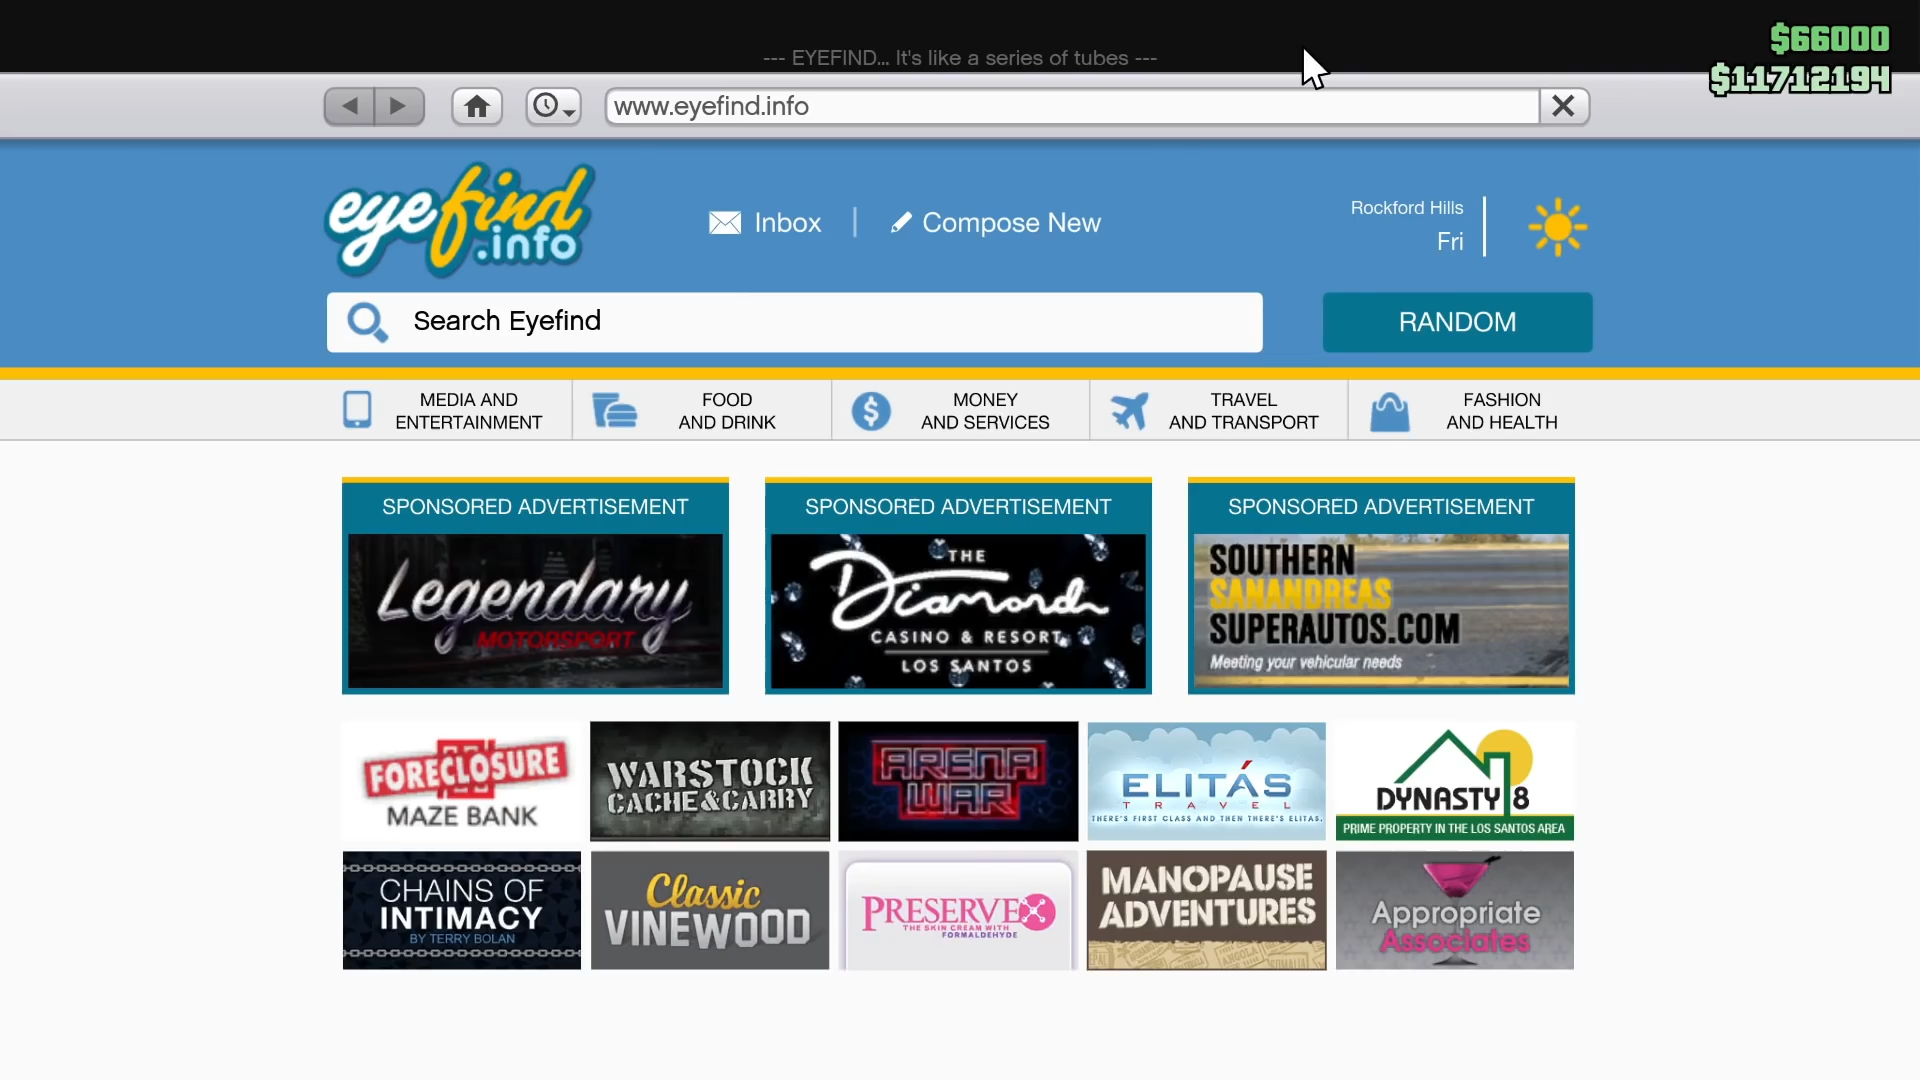 $66000
--- EYEFIND... It's like a series of tubes ---
$11712194
www.eyefind.info
eyefind
.info
Inbox
Compose New
Rockford Hills
Fri
Search Eyefind
RANDOM
MEDIA AND
ENTERTAINMENT
FOOD
AND DRINK
MONEY
AND SERVICES
TRAVEL
AND TRANSPORT
FASHION
AND HEALTH
SPONSORED ADVERTISEMENT
Legendary
MOTORSPORT
SPONSORED ADVERTISEMENT
THE
Diamond
CASINO & RESORT
LOS SANTOS
SPONSORED ADVERTISEMENT
SOUTHERN
SANANDREAS
SUPERAUTOS.COM
Meeting your vehicular needs
FORECLOSURE
MAZE BANK
WARSTOCK
CACHE&CARRY
ARENA
WAR
ELITÁS
TRAVEL
THERE'S FIRST CLASS AND THEN THERE'S ELITAS.
DYNASTY 8
PRIME PROPERTY IN THE LOS SANTOS AREA
CHAINS OF
INTIMACY
BY TERRY BOLAN
Classic
VINEWOOD
PRESERVEX
THE SKIN CREAM WITH
FORMALDEHYDE
MANOPAUSE
ADVENTURES
ANGOLA
SOMALIA
Appropriate
Associates